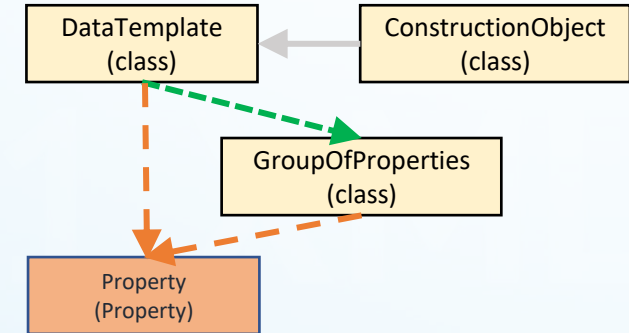 DataTemplate
(class)
ConstructionObject
(class)
GroupOfProperties
(class)
Property
(Property)